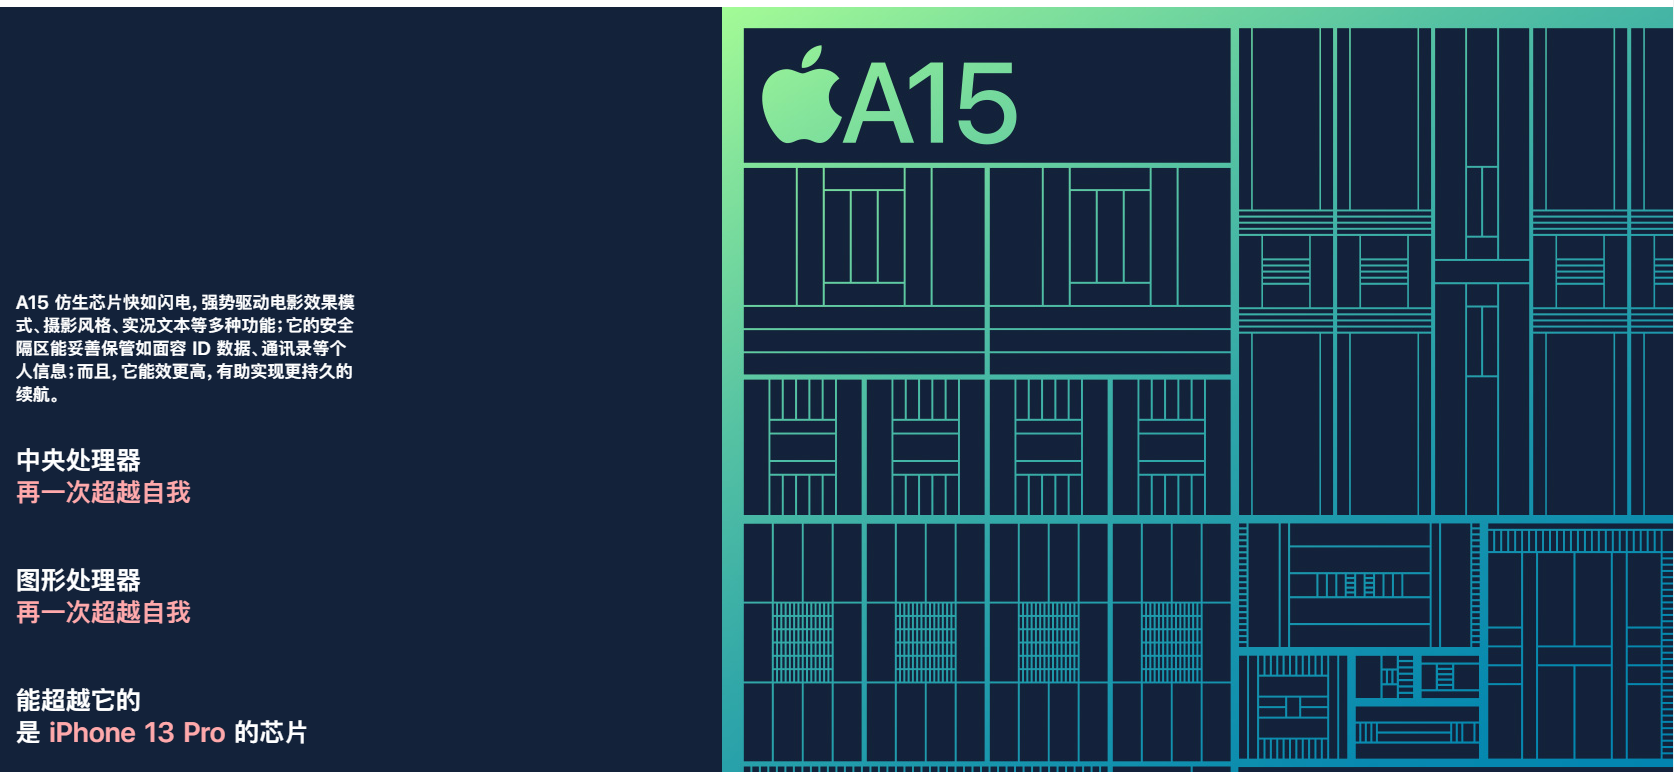 A15
A15 仿生芯片快如闪电，强势驱动电影效果模
式、摄影风格、实况文本等多种功能；它的安全
隔区能妥善保管如面容 ID 数据、通讯录等个
人信息；而且，它能效更高，有助实现更持久的
续航。
中央处理器
再一次超越自我
图形处理器
再一次超越自我
能超越它的
是 iPhone 13 Pro 的芯片